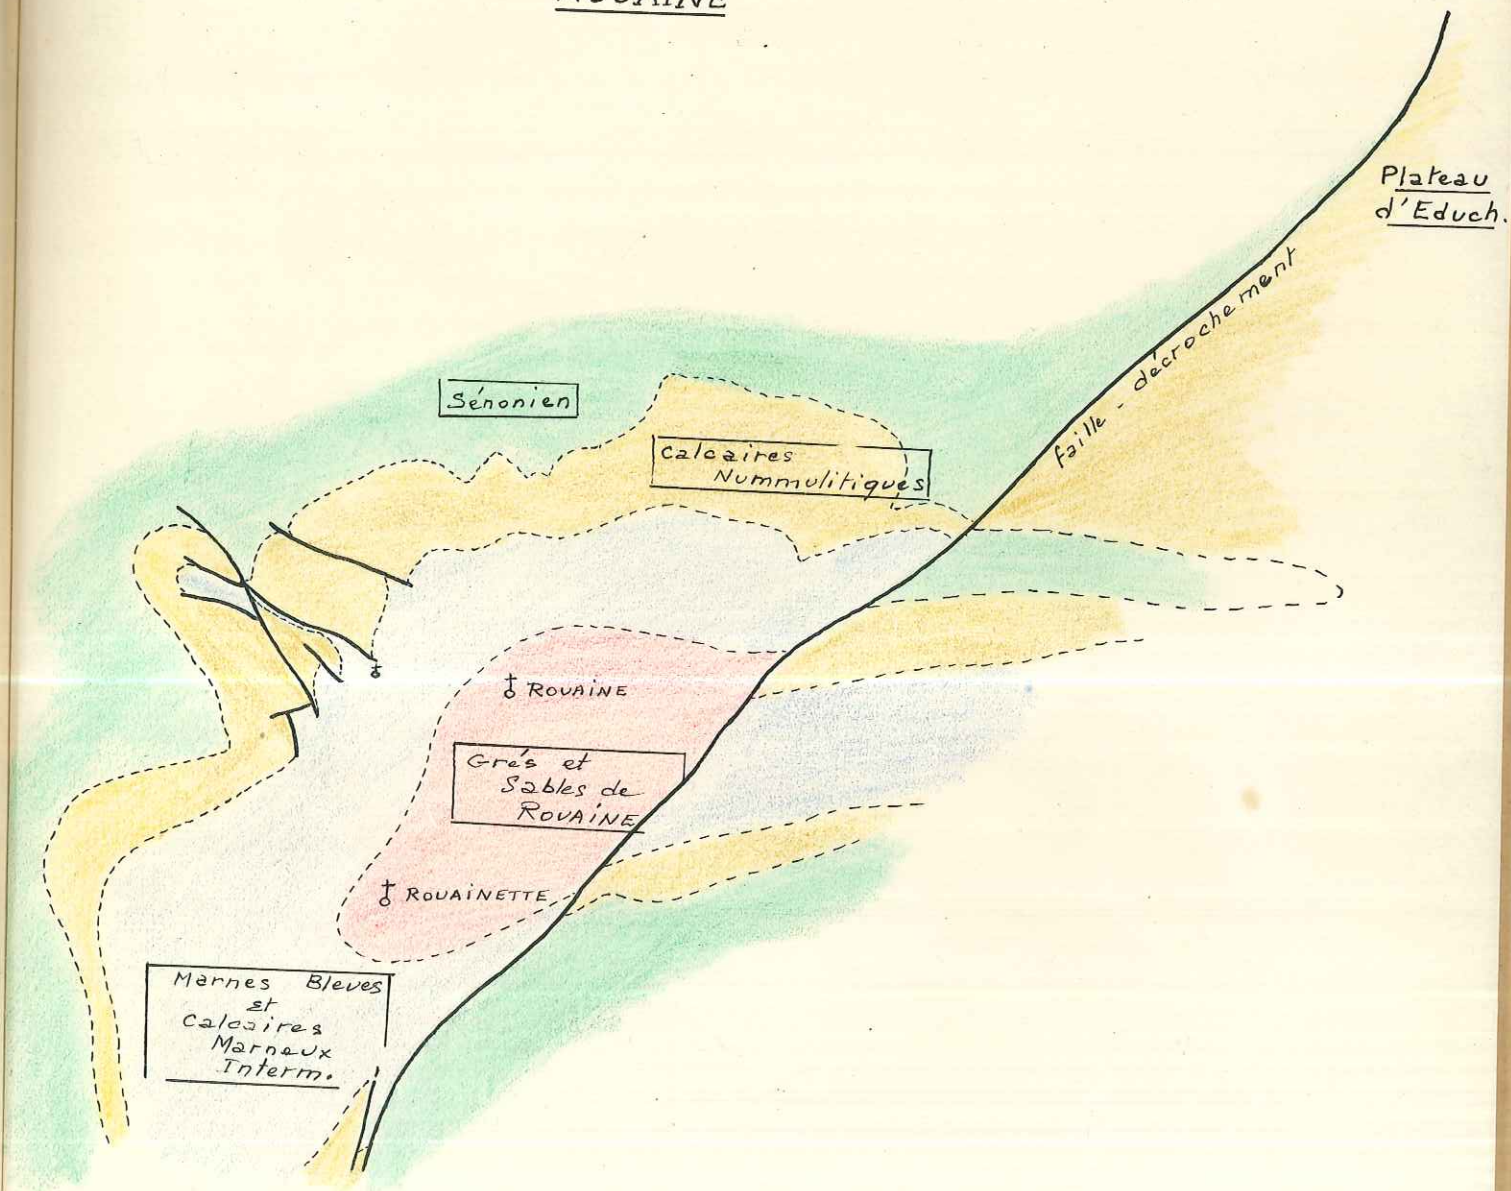 ROUAINE
Plateau
d'Educh.
faille - décrochement
Sénonien
Calcaires
Nummulitiques
ROUAINE
Grés et
Sables de
ROUAINE
ROUAINETTE
Marnes Bleues
et
Calcaires
Marneux
Interm.